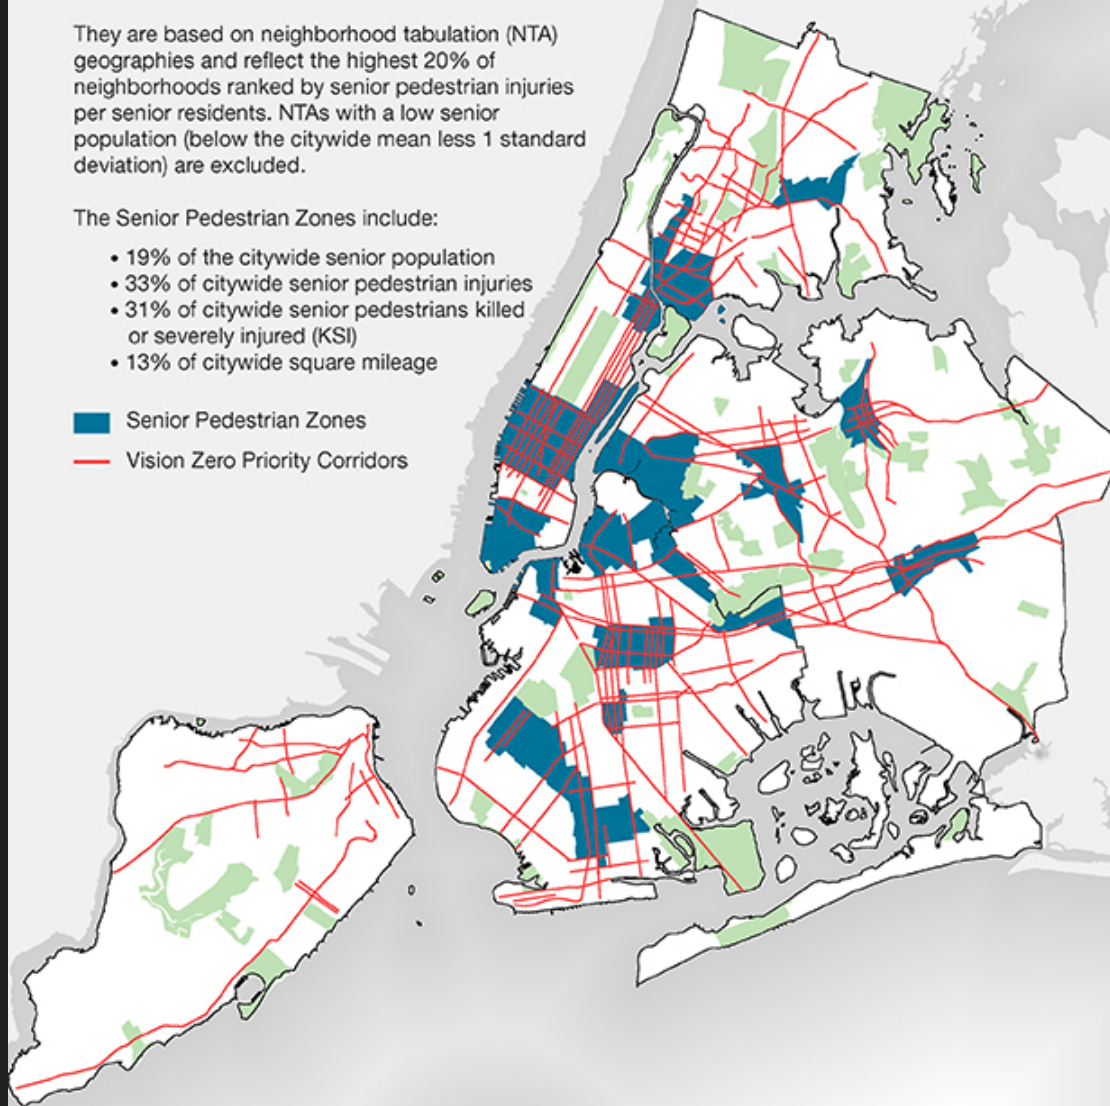 They are based on neighborhood tabulation (NTA)
geographies and reflect the highest 20% of
neighborhoods ranked by senior pedestrian injuries
per senior residents. NTAs with a low senior
population (below the citywide mean less 1 standard
deviation) are excluded.
The Senior Pedestrian Zones include:
• 19% of the citywide senior population
• 33% of citywide senior pedestrian injuries
• 31% of citywide senior pedestrians killed
or severely injured (KSI)
• 13% of citywide square mileage
Senior Pedestrian Zones
Vision Zero Priority Corridors